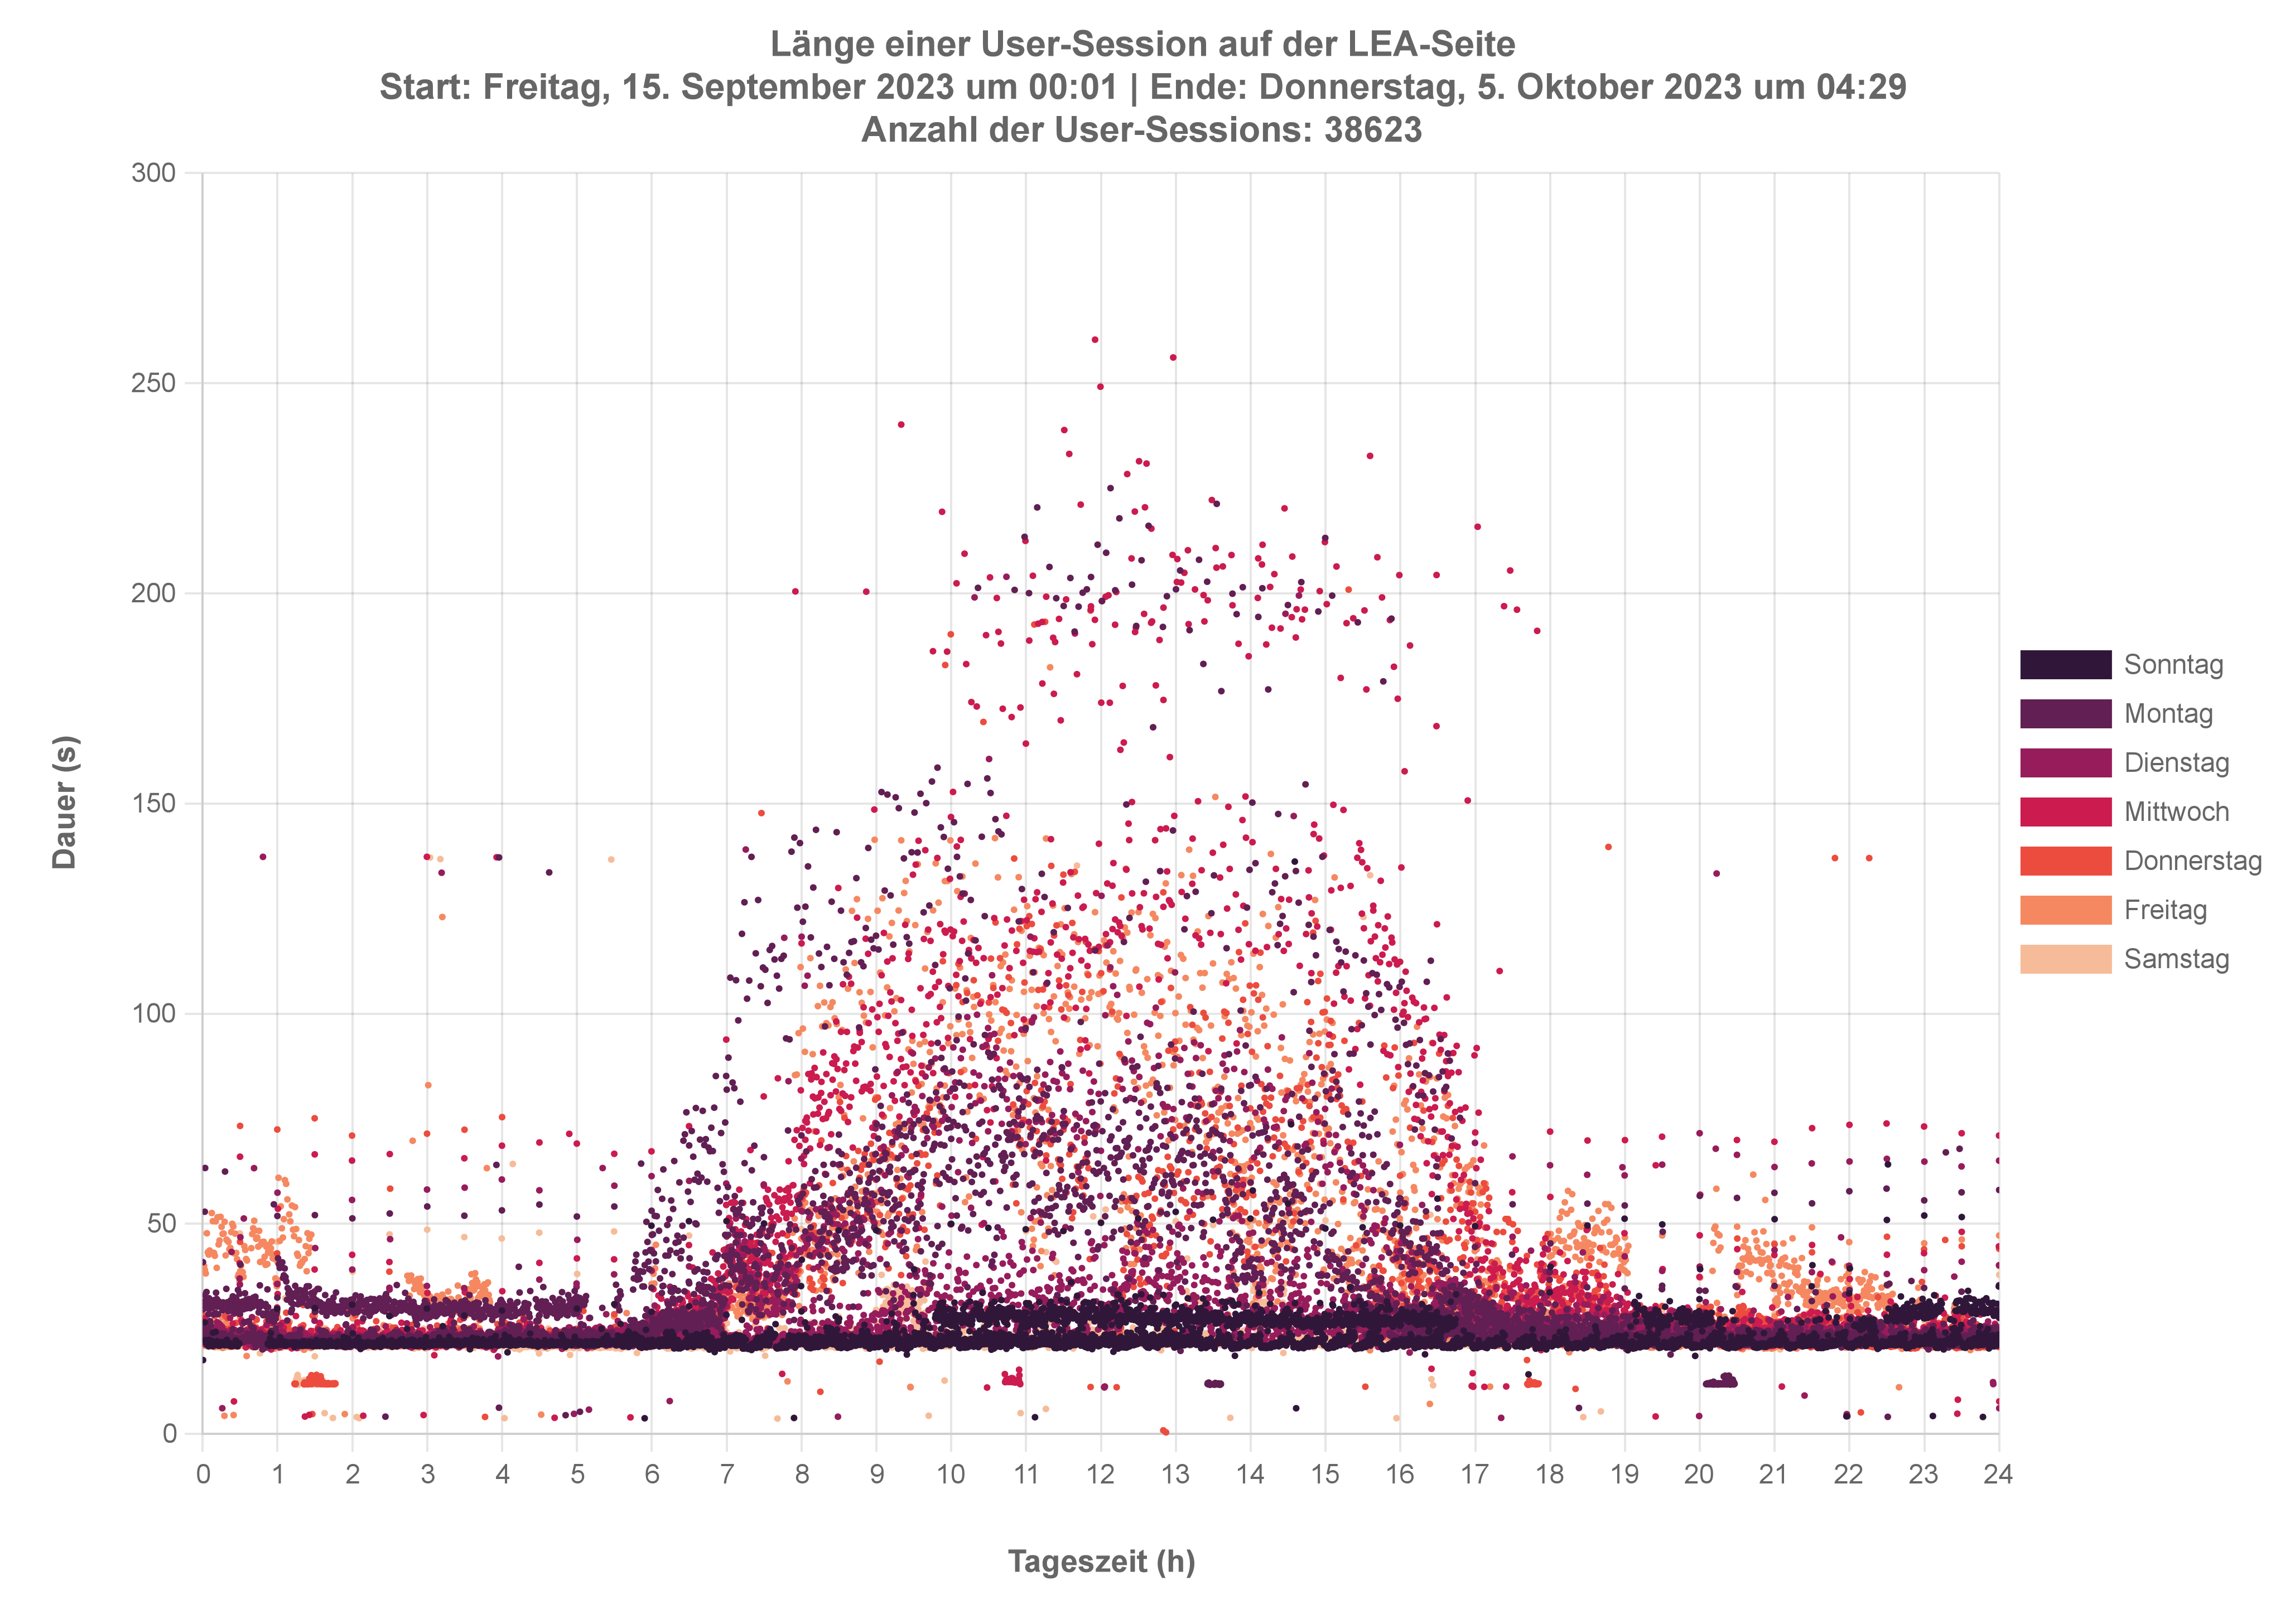 Länge einer User-Session auf der LEA-Seite
Start: Freitag, 15. September 2023 um 00:01 | Ende: Donnerstag, 5. Oktober 2023 um 04:29
Anzahl der User-Sessions: 38623
300
250
200
150
100
50
0
Dauer (s)
0 1 2 3 4 5 6 7 8 9 10 11 12 13 14 15 16 17 18 19 20 21 22 23 24
Tageszeit (h)
Sonntag
Montag
Dienstag
Mittwoch
Donnerstag
Freitag
Samstag